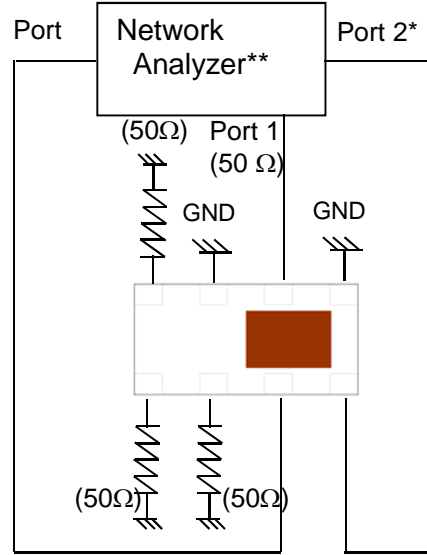 Port
Network
Analyzer**
Port 2*
(50Ω)
Port 1
(50 Ω)
GND
GND
(50Ω)
(50Ω)